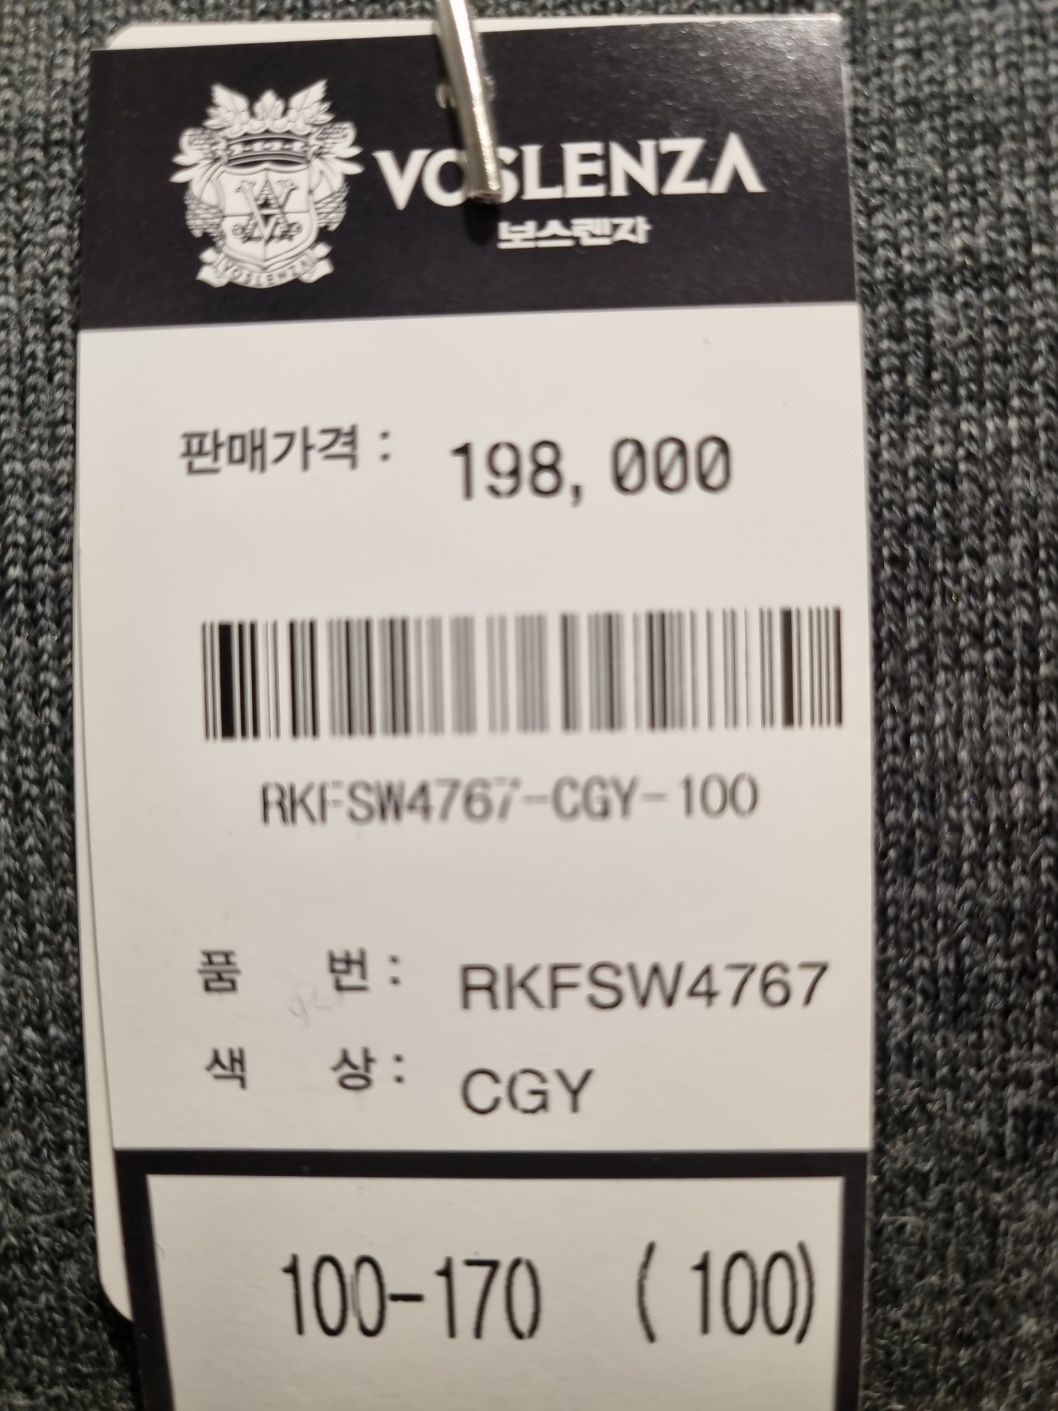 VOSLENZA
VOSLENZA
보스렌자
판매가격 : 198,000
RKFSW4767-CGY-100
품 번 : RKFSW4767
색 상 : CGY
100-170 ( 100)